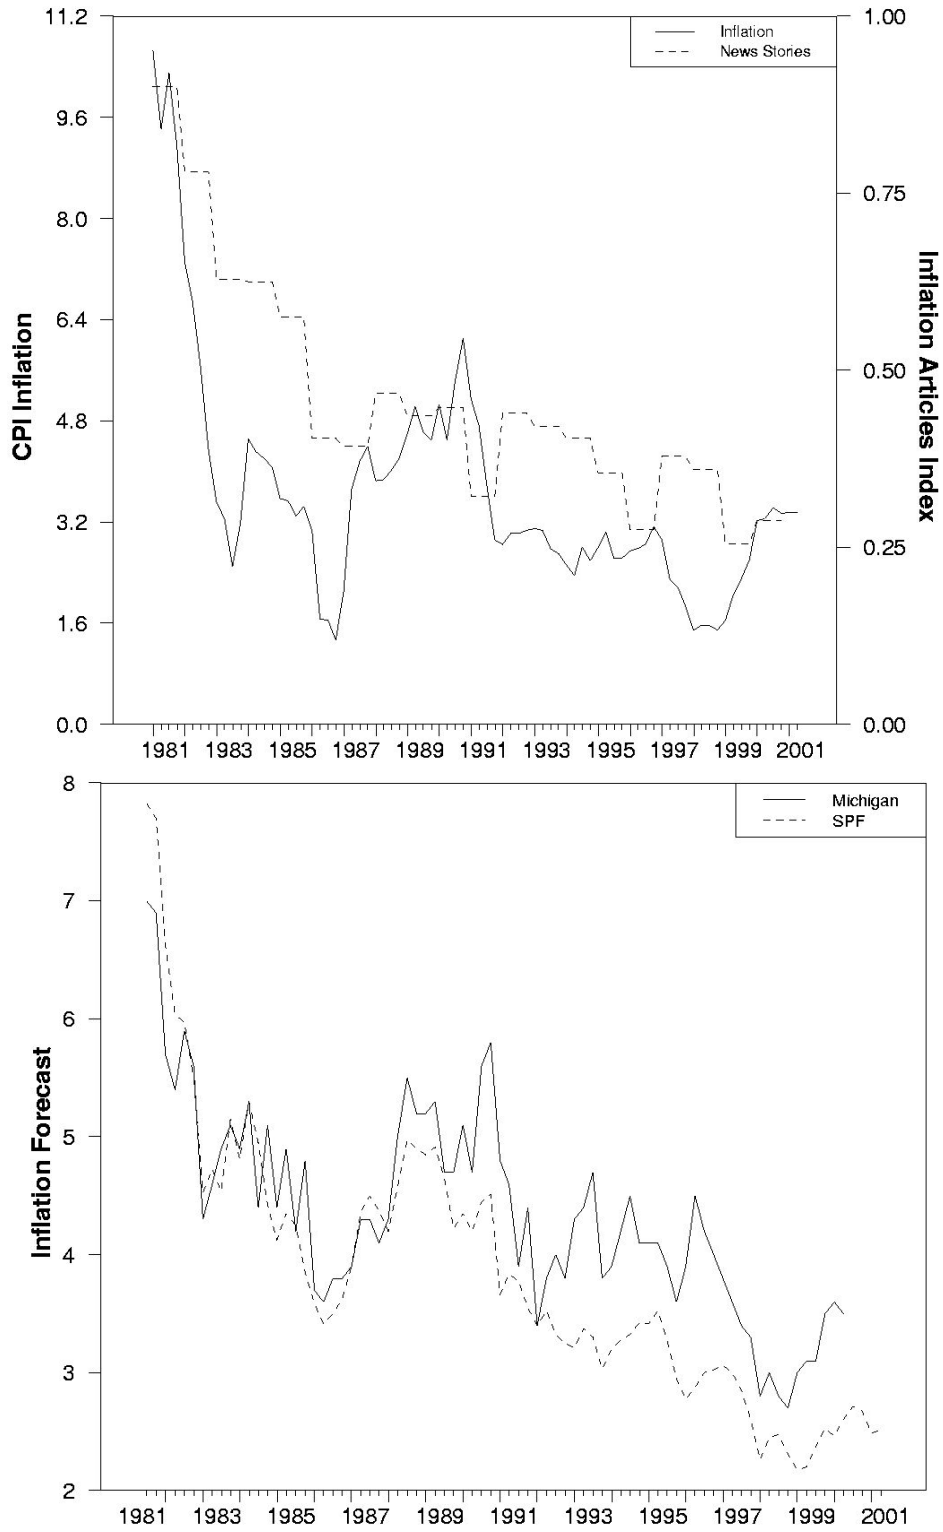 11.2
9.6
8.0
6.4
4.8
3.2
1.6
0.0
CPI Inflation
Inflation
News Stories
1.00
0.75
0.50
0.25
0.00
Inflation Articles Index
1981 1983 1985 1987 1989 1991 1993 1995 1997 1999 2001
8
7
6
5
4
3
2
Inflation Forecast
Michigan
SPF
1981 1983 1985 1987 1989 1991 1993 1995 1997 1999 2001